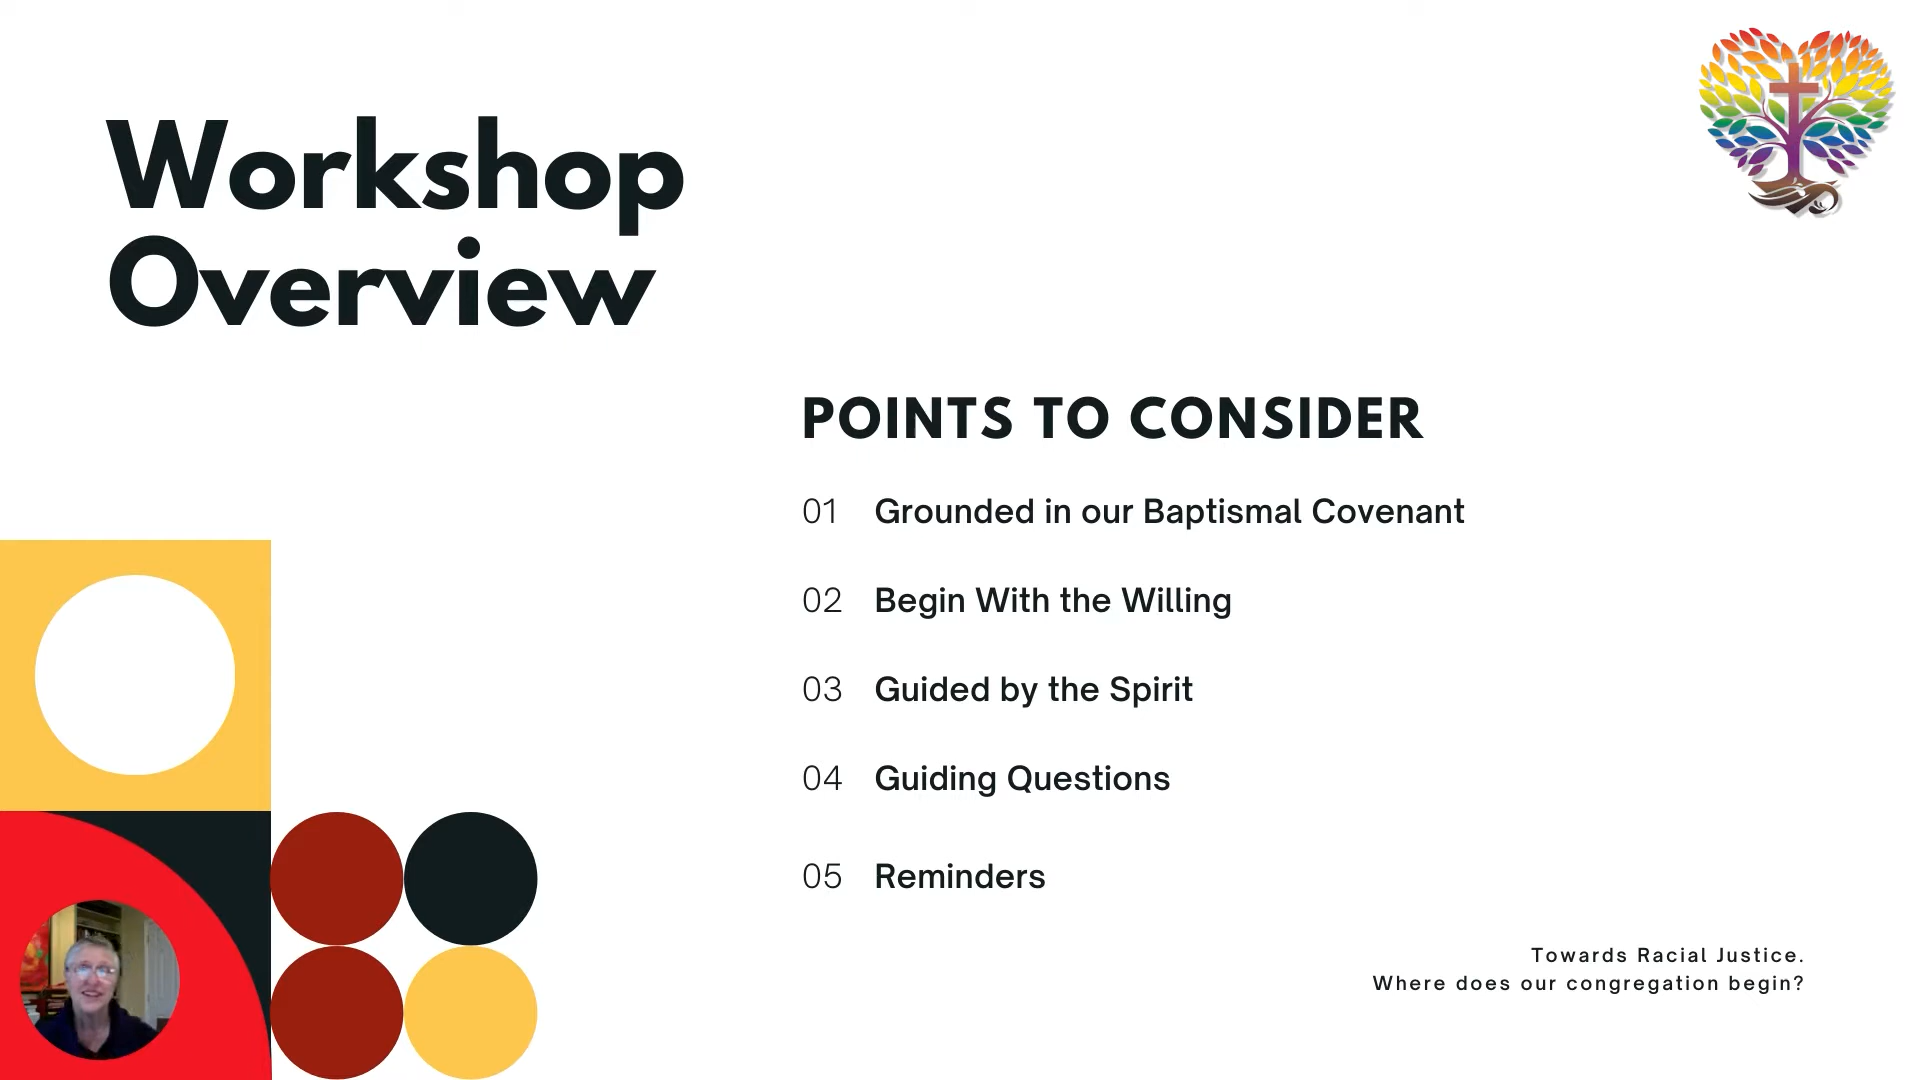 Workshop
Overview
POINTS TO CONSIDER
01 Grounded in our Baptismal Covenant
02 Begin With the Willing
03 Guided by the Spirit
04 Guiding Questions
05 Reminders
Towards Racial Justice.
Where does our congregation begin?